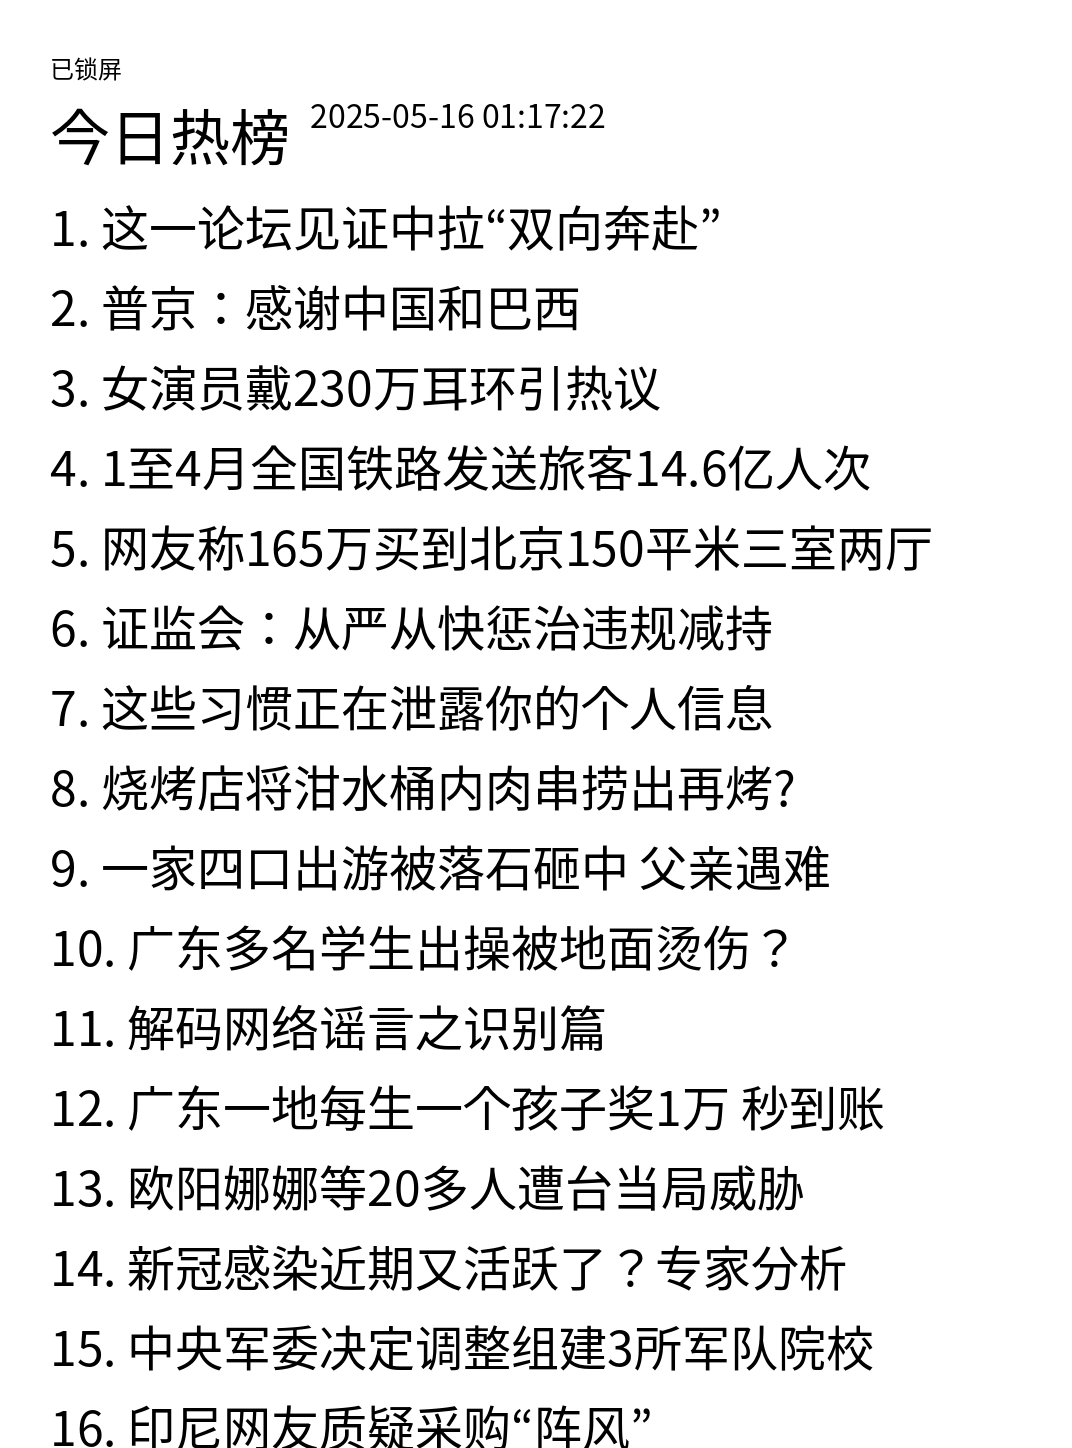 已锁屏
今日热榜 2025-05-16 01:17:22
1. 这一论坛见证中拉“双向奔赴”
2. 普京：感谢中国和巴西
3. 女演员戴230万耳环引热议
4. 1至4月全国铁路发送旅客14.6亿人次
5. 网友称165万买到北京150平米三室两厅
6. 证监会：从严从快惩治违规减持
7. 这些习惯正在泄露你的个人信息
8. 烧烤店将泔水桶内肉串捞出再烤?
9. 一家四口出游被落石砸中 父亲遇难
10. 广东多名学生出操被地面烫伤？
11. 解码网络谣言之识别篇
12. 广东一地每生一个孩子奖1万 秒到账
13. 欧阳娜娜等20多人遭台当局威胁
14. 新冠感染近期又活跃了？专家分析
15. 中央军委决定调整组建3所军队院校
16. 印尼网友质疑采购“阵风”